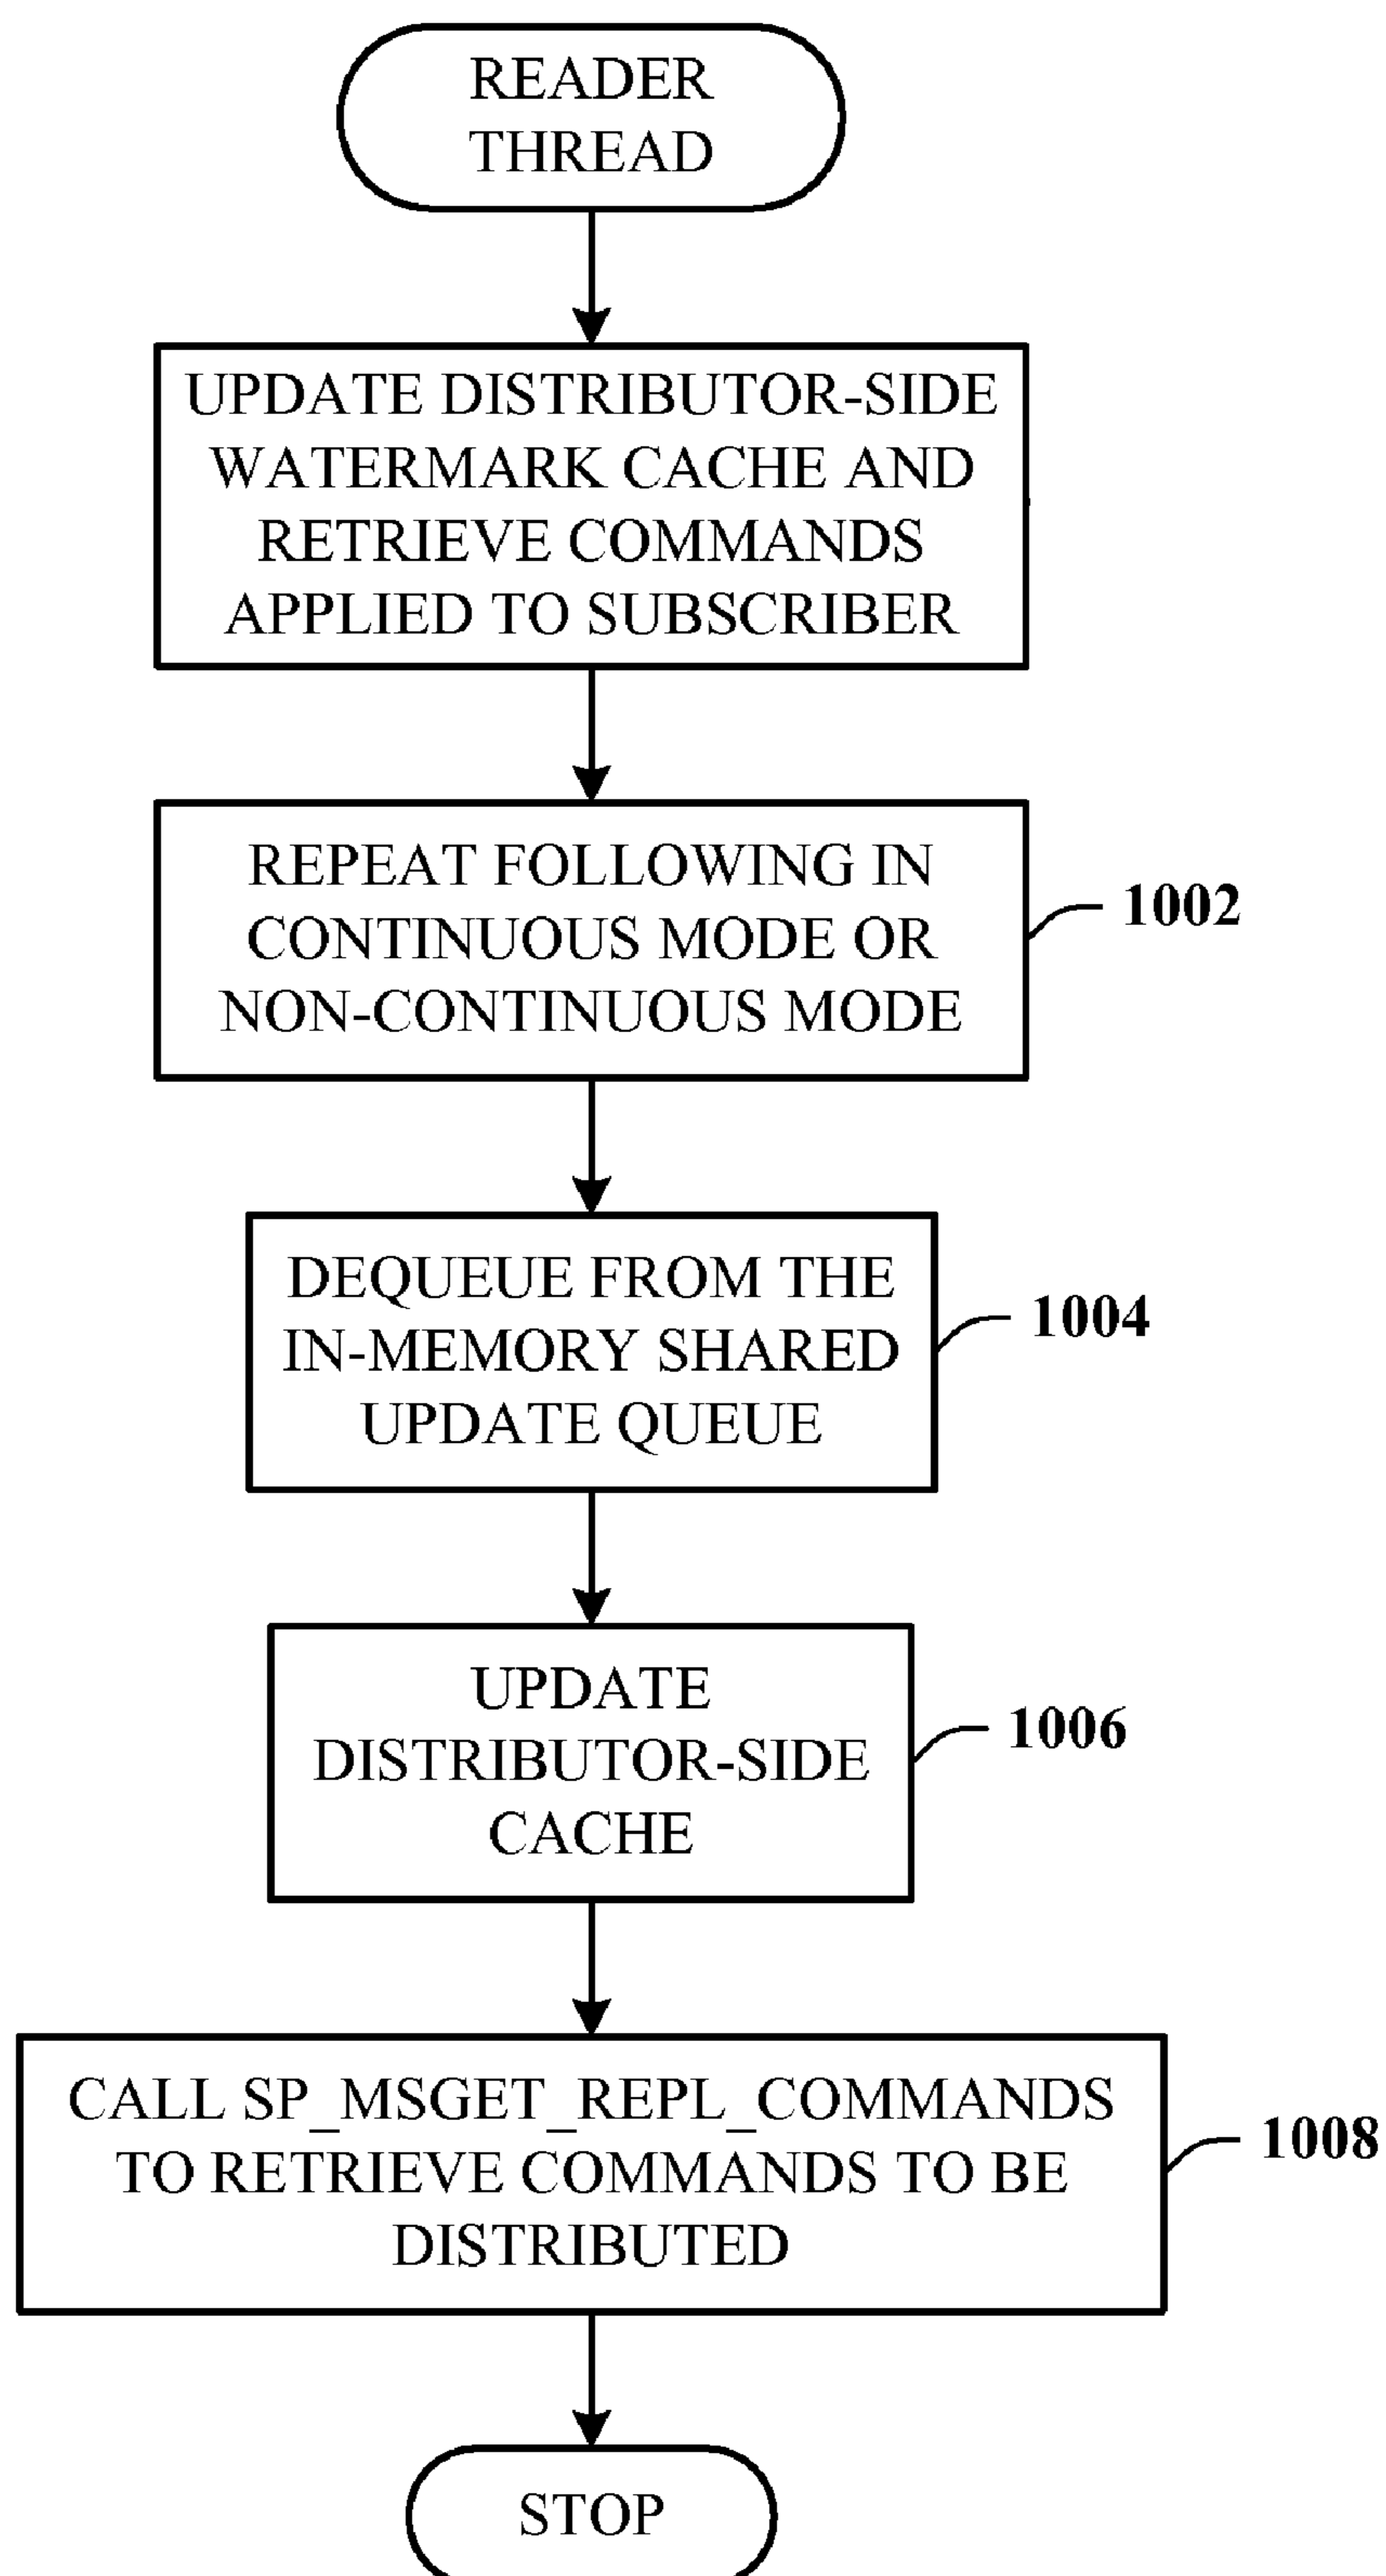 READER
THREAD
UPDATE DISTRIBUTOR-SIDE
WATERMARK CACHE AND
RETRIEVE COMMANDS
APPLIED TO SUBSCRIBER
REPEAT FOLLOWING IN
CONTINUOUS MODE OR
NON-CONTINUOUS MODE
1002
DEQUEUE FROM THE
IN-MEMORY SHARED
UPDATE QUEUE
1004
UPDATE
DISTRIBUTOR-SIDE
CACHE
1006
CALL SP_MSGET_REPL_COMMANDS
TO RETRIEVE COMMANDS TO BE
DISTRIBUTED
1008
STOP